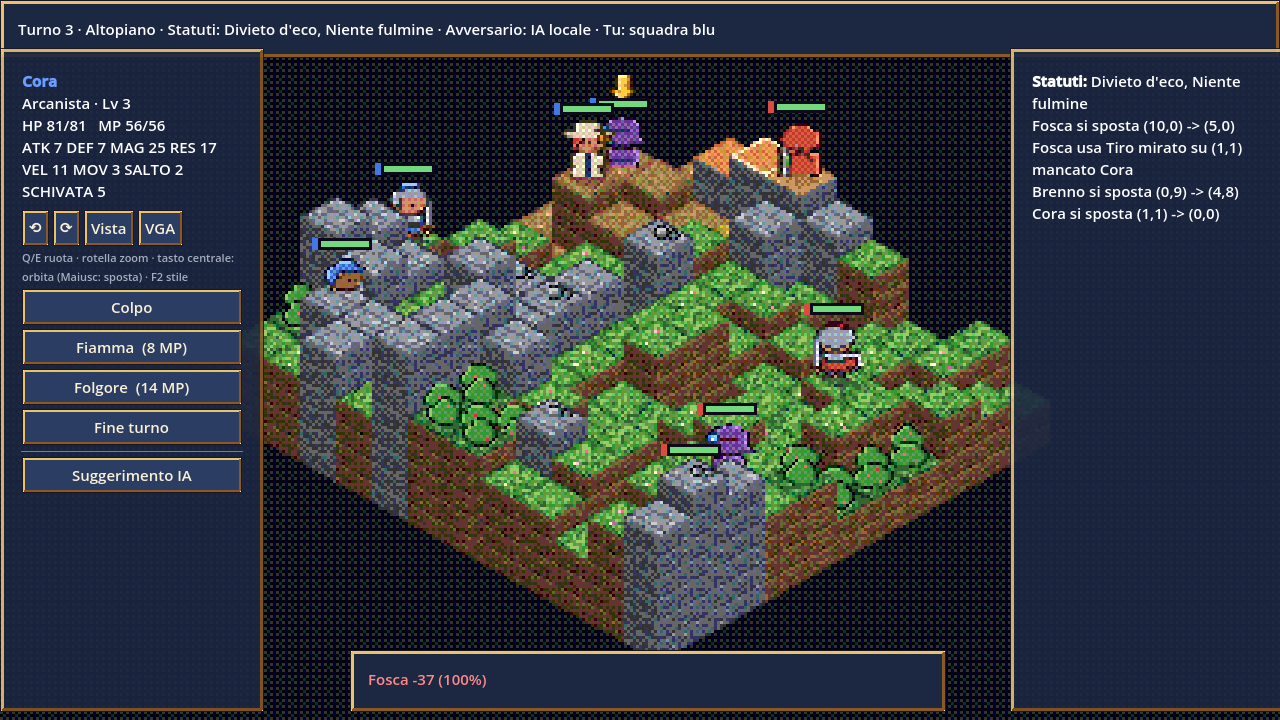 Turno 3 · Altopiano · Statuti: Divieto d'eco, Niente fulmine · Avversario: IA locale · Tu: squadra blu
Cora
Arcanista · Lv 3
HP 81/81 MP 56/56
ATK 7 DEF 7 MAG 25 RES 17
VEL 11 MOV 3 SALTO 2
SCHIVATA 5
⟲ ⟳ Vista VGA
Q/E ruota · rotella zoom · tasto centrale:
orbita (Maiusc: sposta) · F2 stile
Colpo
Fiamma (8 MP)
Folgore (14 MP)
Fine turno
Suggerimento IA
Statuti: Divieto d'eco, Niente
fulmine
Fosca si sposta (10,0) -> (5,0)
Fosca usa Tiro mirato su (1,1)
mancato Cora
Brenno si sposta (0,9) -> (4,8)
Cora si sposta (1,1) -> (0,0)
Fosca -37 (100%)